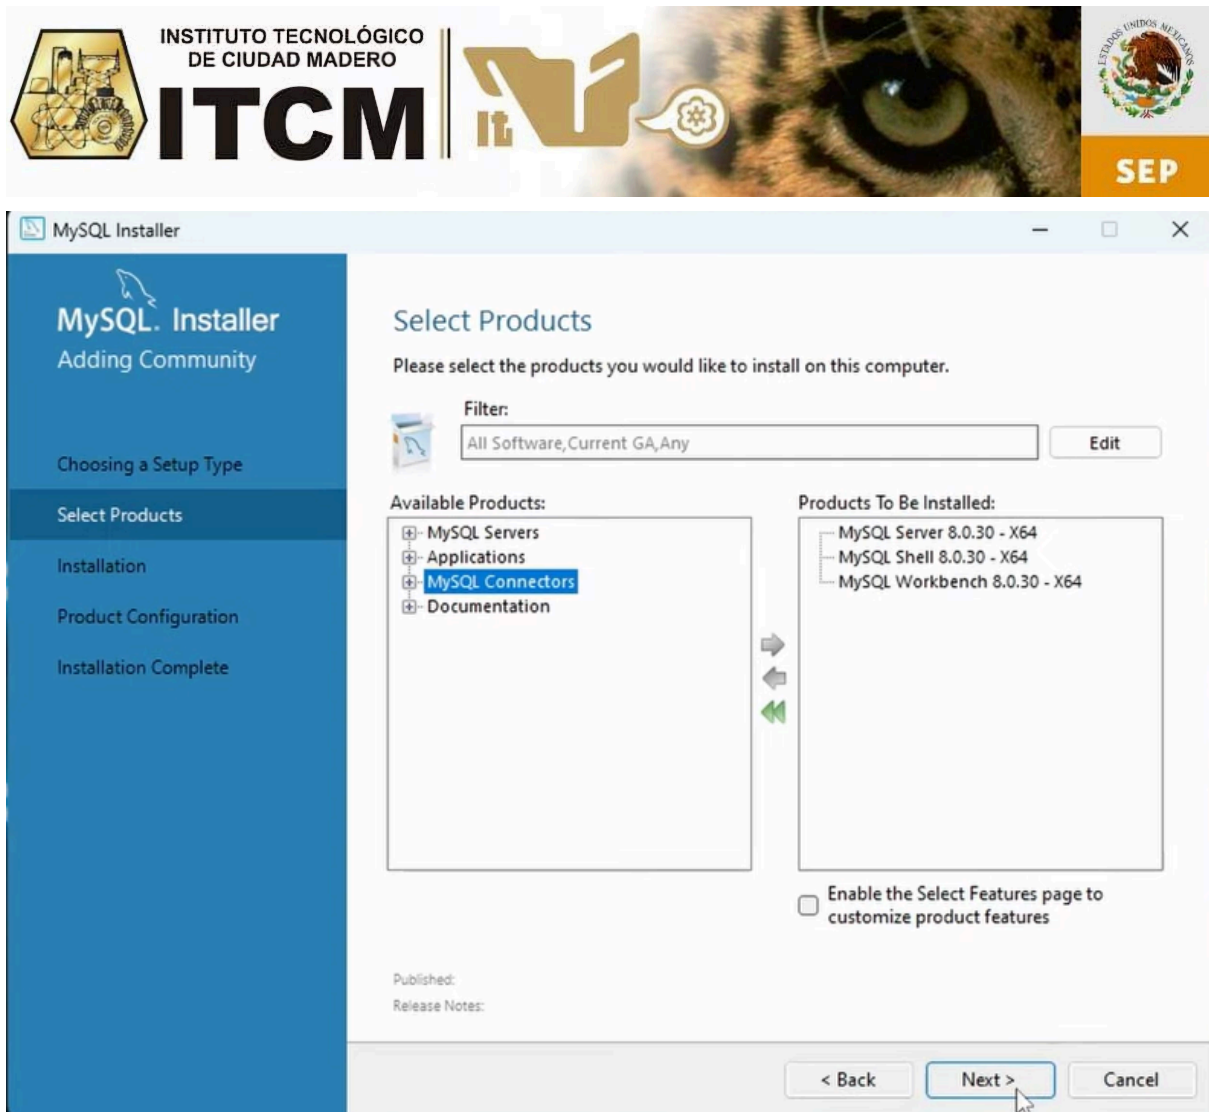 INSTITUTO TECNOLÓGICO
DE CIUDAD MADERO
ITCM
It
ESTADOS UNIDOS MEXICANOS
SEP
MySQL Installer
MySQL. Installer
Adding Community
Choosing a Setup Type
Select Products
Installation
Product Configuration
Installation Complete
Select Products
Please select the products you would like to install on this computer.
Filter:
All Software,Current GA,Any
Edit
Available Products:
MySQL Servers
Applications
MySQL Connectors
Documentation
Products To Be Installed:
MySQL Server 8.0.30 - X64
MySQL Shell 8.0.30 - X64
MySQL Workbench 8.0.30 - X64
Enable the Select Features page to
customize product features
Published:
Release Notes:
< Back
Next >
Cancel